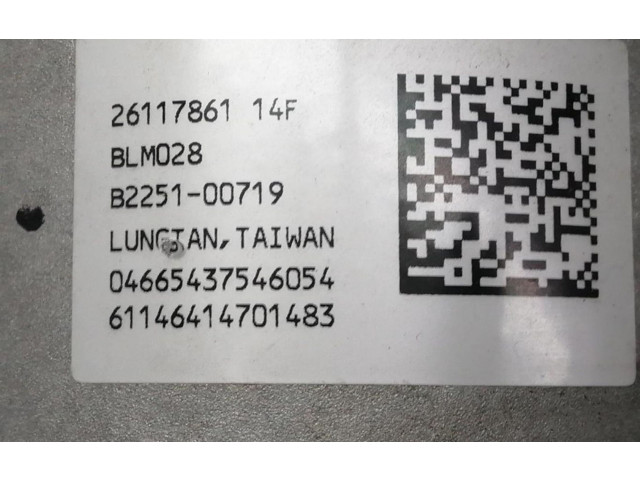 26117861 14F
BLM028
B2251-00719
LUNGTAN, TAIWAN
04665437546054
61146414701483